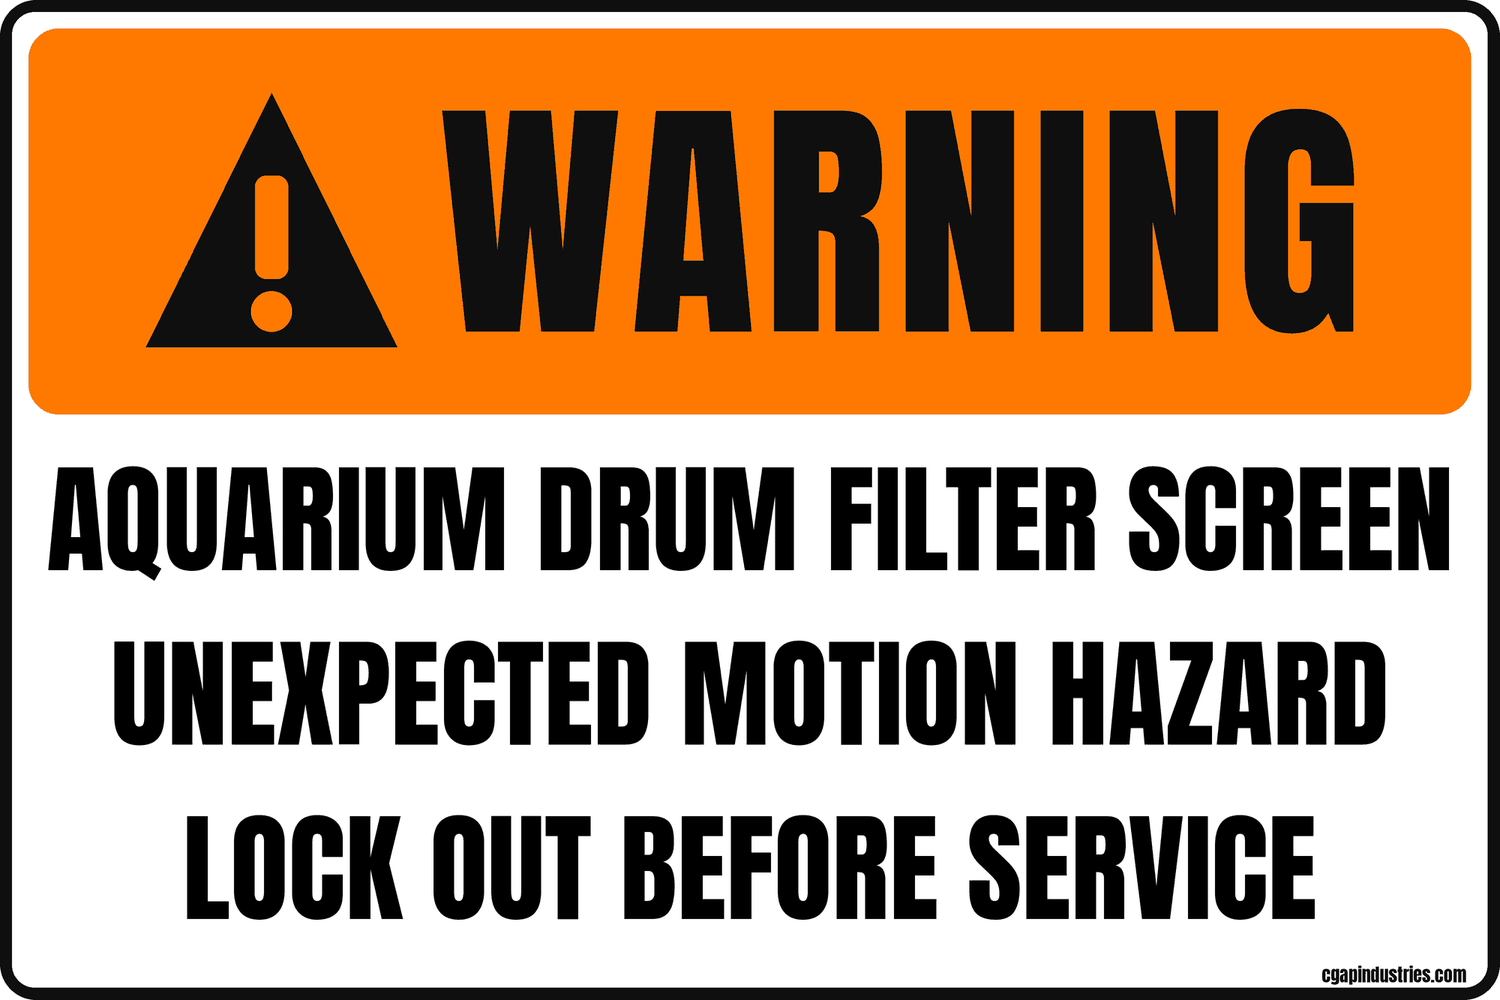 WARNING
AQUARIUM DRUM FILTER SCREEN
UNEXPECTED MOTION HAZARD
LOCK OUT BEFORE SERVICE
cgapindustries.com